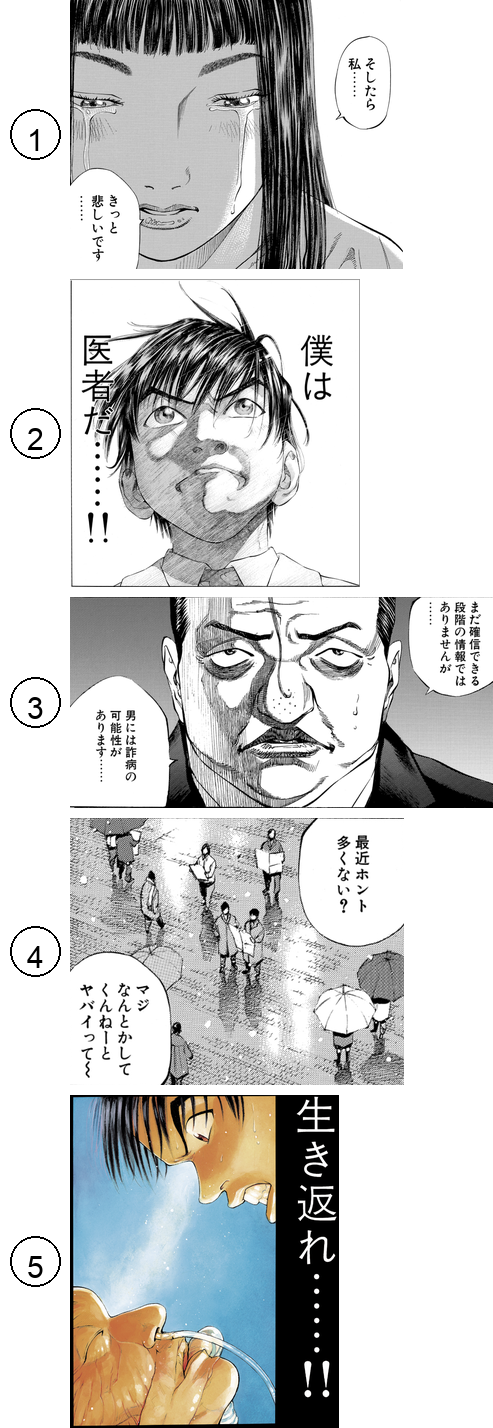 1
そしたら
私……
きっと
悲しいです
……
2
僕は
医者だ……!!
3
まだ確信できる
段階の情報では
ありませんが
……
男には詐病の
可能性が
あります……
4
最近ホント
多くない?
マジ
なんとかして
くんねーと
ヤバイって〜
5
生き返れ……!!